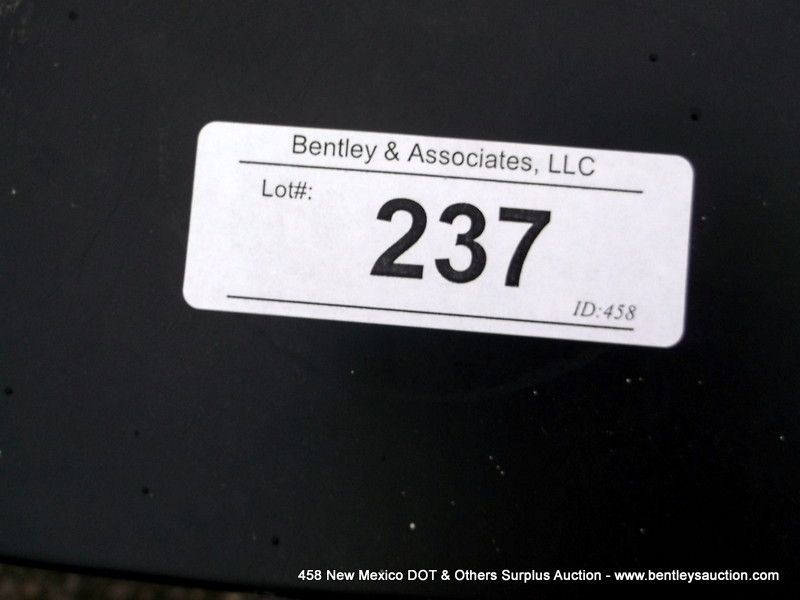 Bentley & Associates, LLC
Lot#:
237
ID:458
458 New Mexico DOT & Others Surplus Auction - www.bentleysauction.com